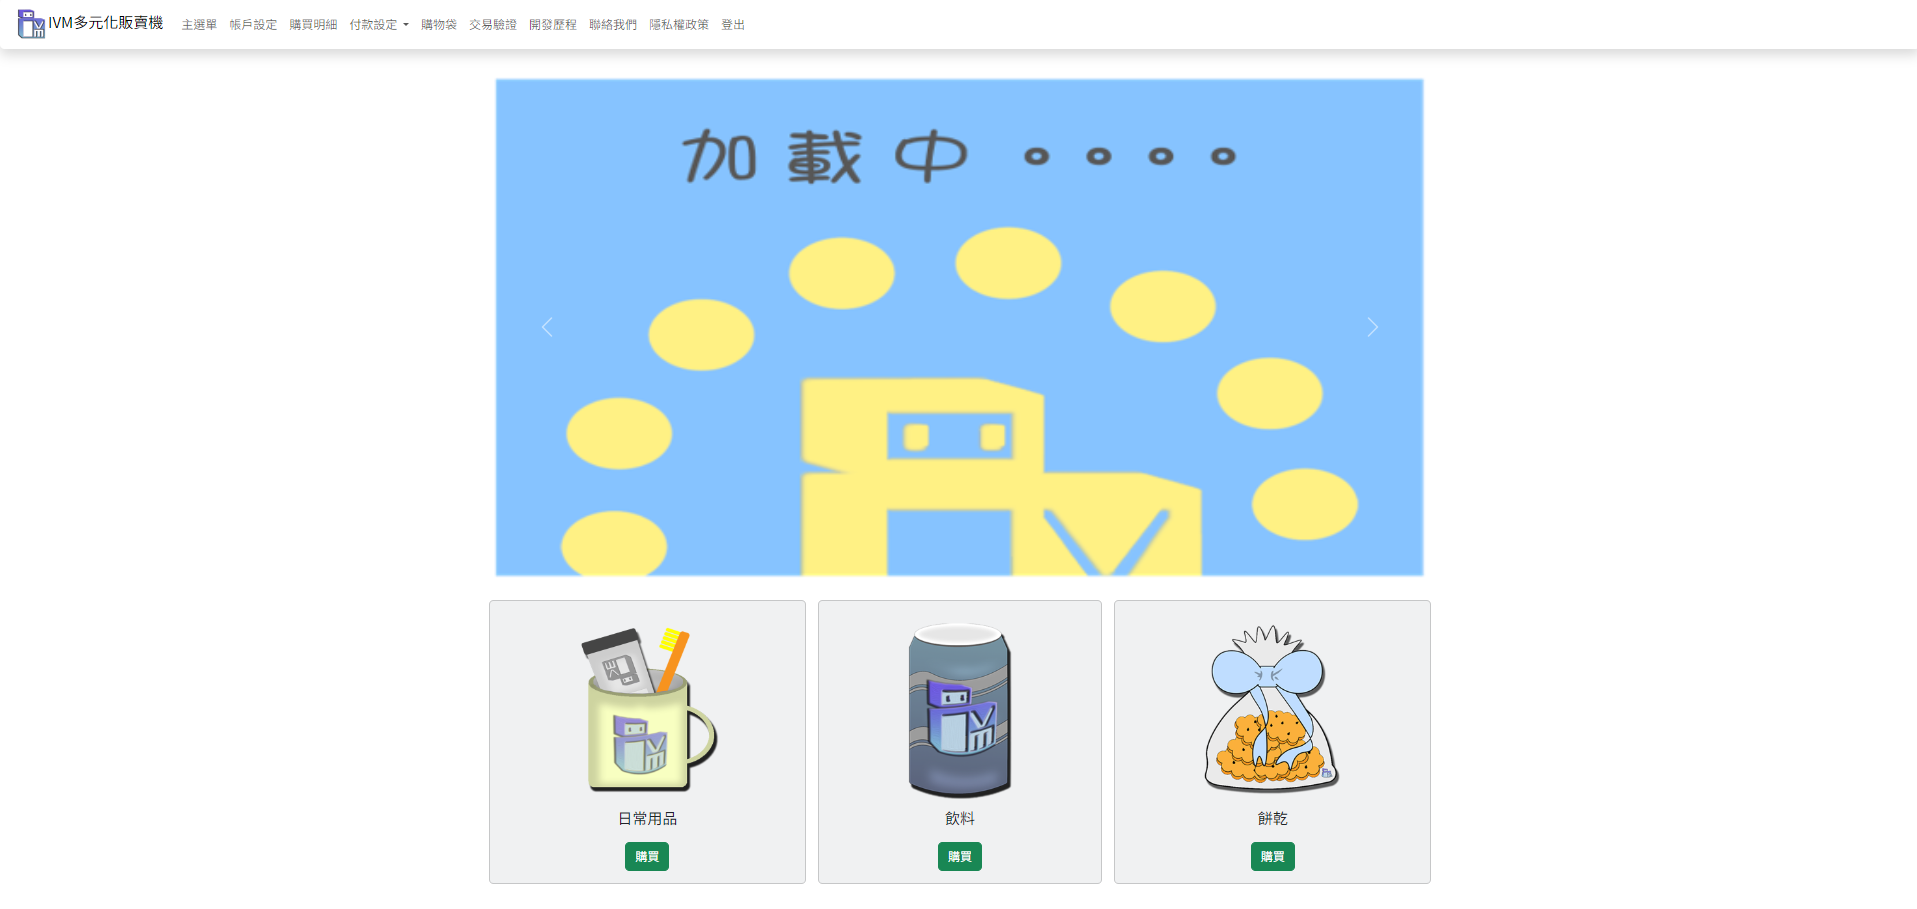 IVM多元化販賣機 主選單 帳戶設定 購買明細 付款設定 購物袋 交易驗證 開發歷程 聯絡我們 隱私權政策 登出
加載中。。。。
日常用品 飲料 餅乾
購買 購買 購買